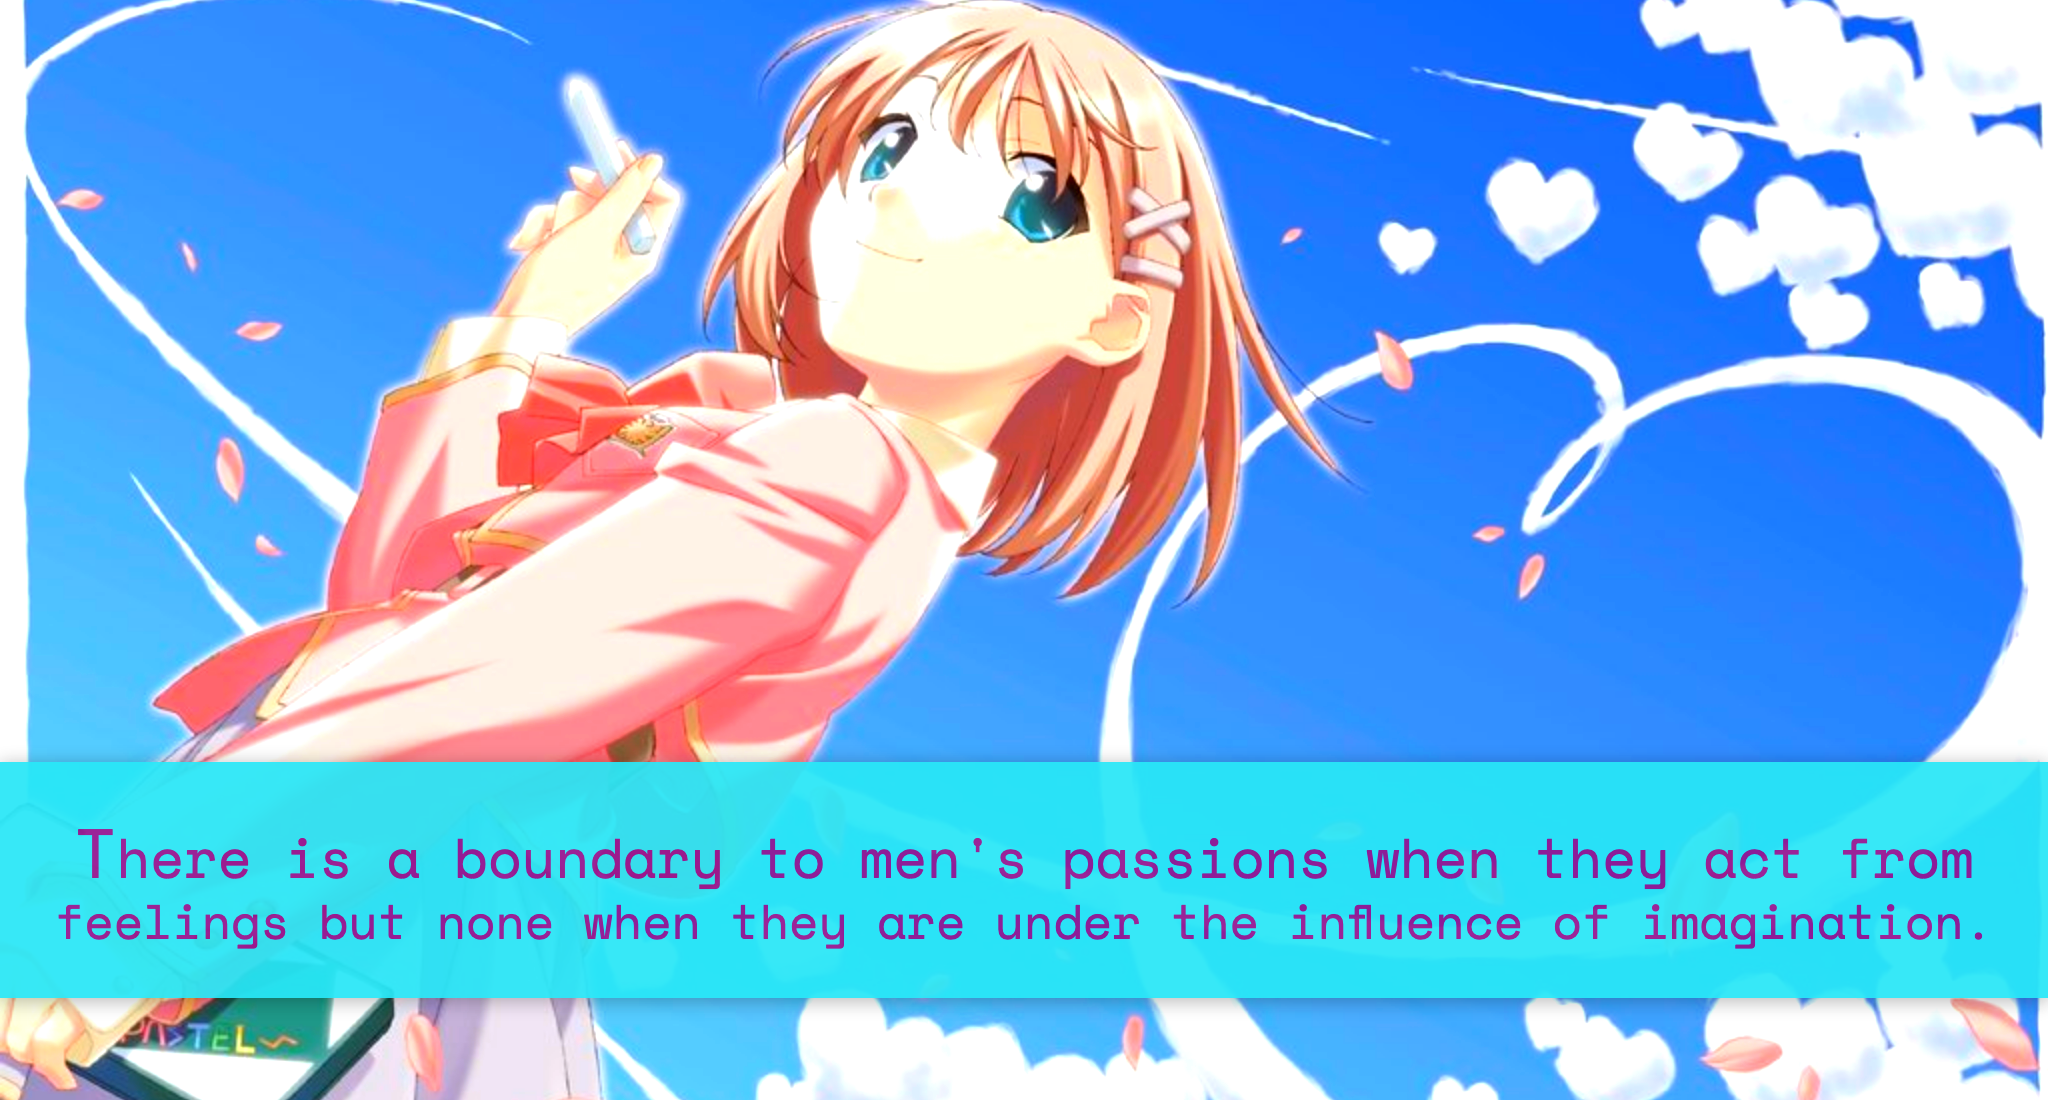 There is a boundary to men's passions when they act from
feelings but none when they are under the influence of imagination.
PASTEL